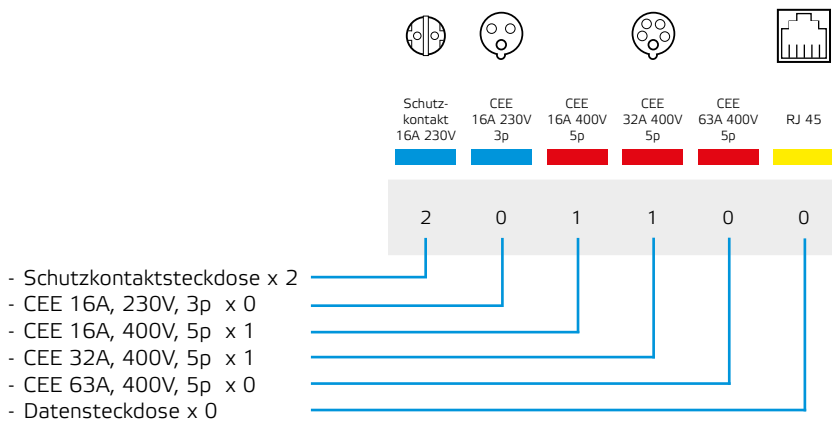 Schutz-
kontakt
16A 230V
CEE
16A 230V
3p
CEE
16A 400V
5p
CEE
32A 400V
5p
CEE
63A 400V
5p
RJ 45
2 0 1 1 0 0
- Schutzkontaktsteckdose x 2
- CEE 16A, 230V, 3p x 0
- CEE 16A, 400V, 5p x 1
- CEE 32A, 400V, 5p x 1
- CEE 63A, 400V, 5p x 0
- Datensteckdose x 0